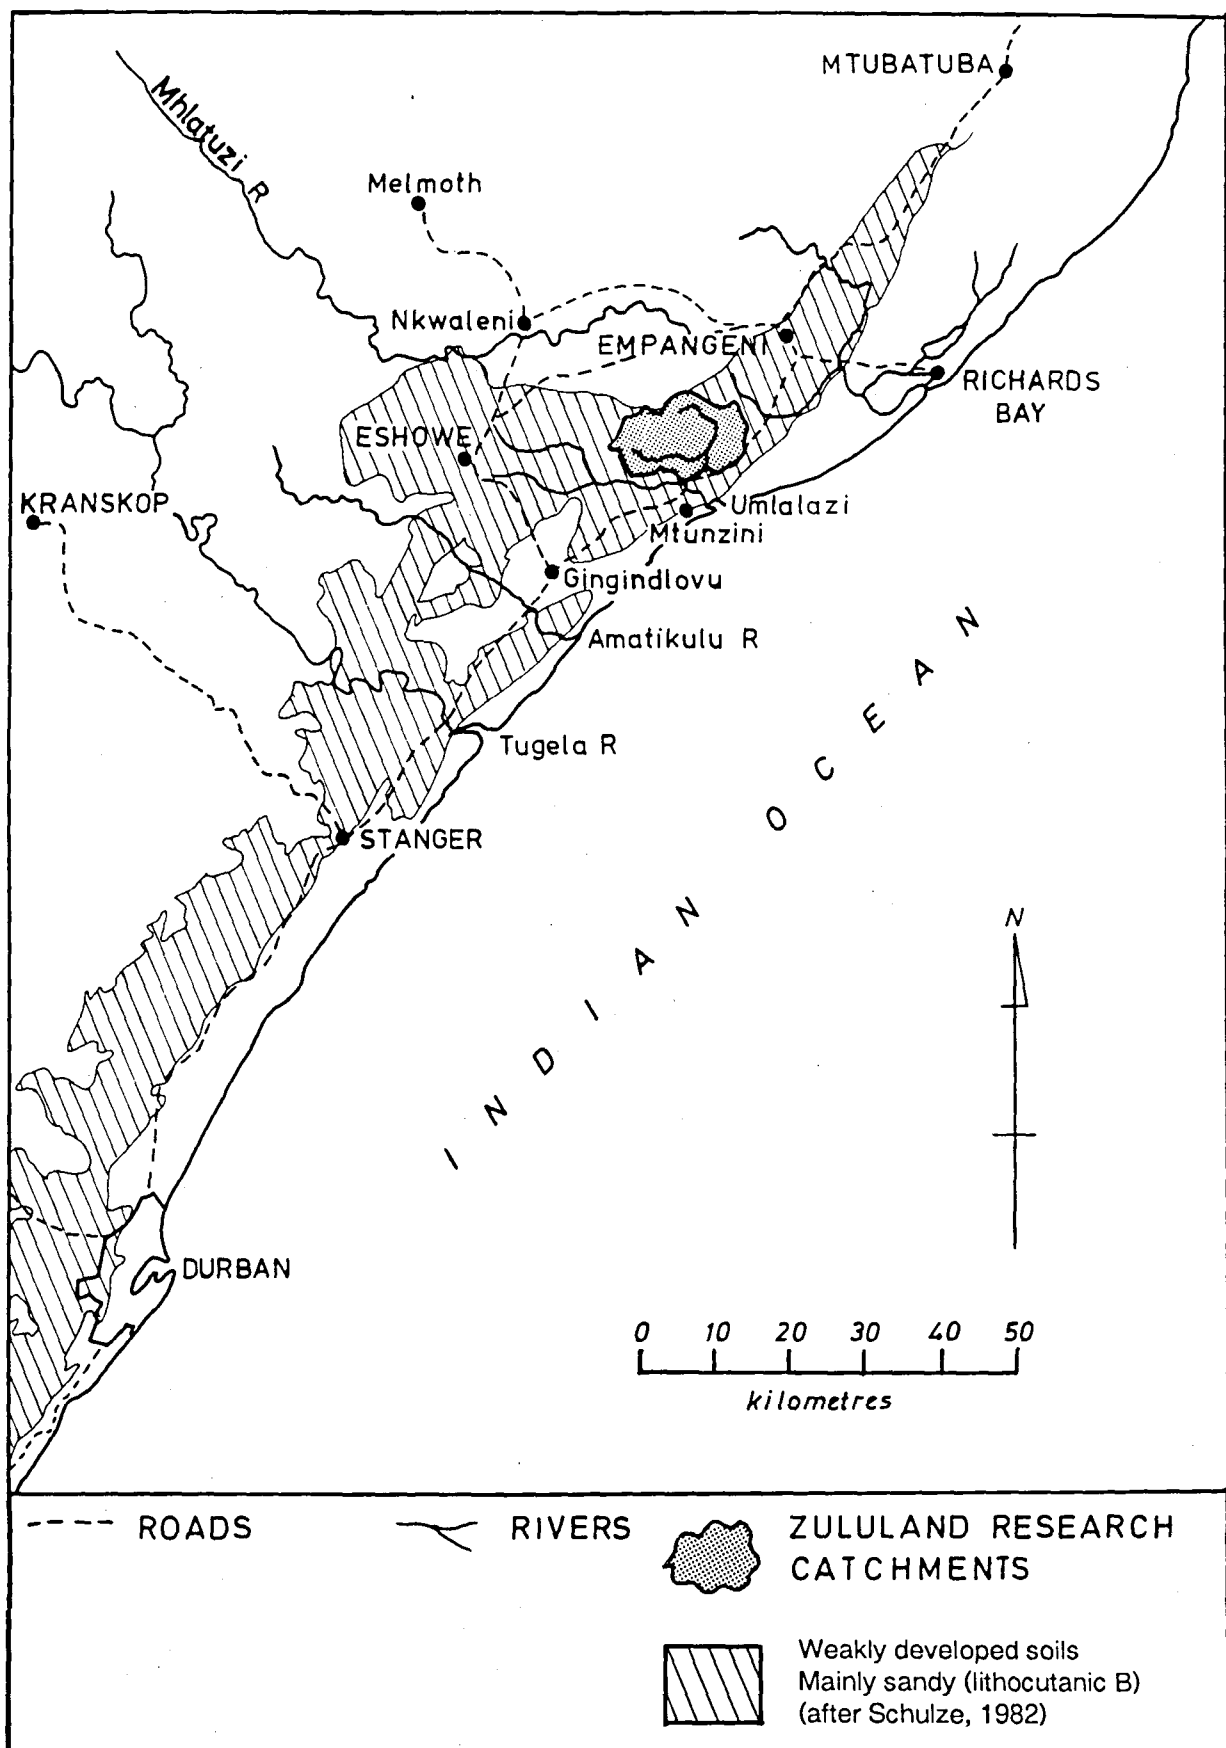 MTUBATUBA
Mhlatuzi R
Melmoth
Nkwaleni
EMPANGENI
RICHARDS
BAY
ESHOWE
KRANSKOP
Umlalazi
Mtunzini
Gingindlovu
Amatikulu R
Tugela R
STANGER
INDIAN OCEAN
N
DURBAN
0 10 20 30 40 50
kilometres
ROADS
RIVERS
ZULULAND RESEARCH
CATCHMENTS
Weakly developed soils
Mainly sandy (lithocutanic B)
(after Schulze, 1982)